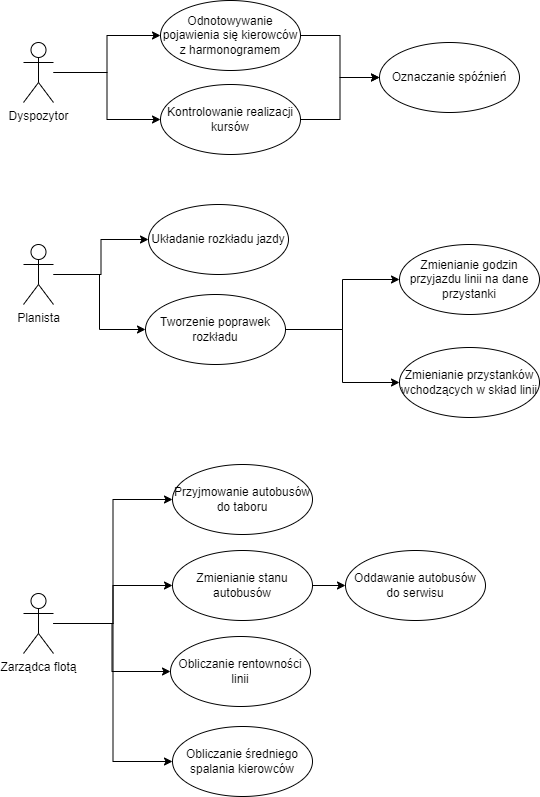 Odnotowywanie
pojawienia się kierowców
z harmonogramem
Oznaczanie spóźnień
Kontrolowanie realizacji
kursów
Dyspozytor
Układanie rozkładu jazdy
Zmienianie godzin
przyjazdu linii na dane
przystanki
Planista
Tworzenie poprawek
rozkładu
Zmienianie przystanków
wchodzących w skład linii
Przyjmowanie autobusów
do taboru
Zmienianie stanu
autobusów
Oddawanie autobusów
do serwisu
Zarządca flotą
Obliczanie rentowności
linii
Obliczanie średniego
spalania kierowców